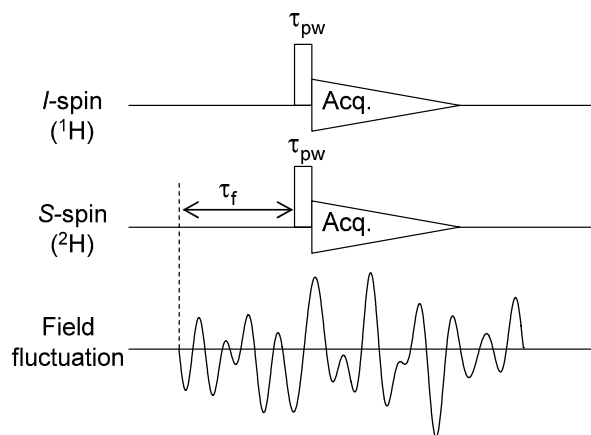 τpw
I-spin
(¹H)
Acq.
τpw
τf
S-spin
(²H)
Acq.
Field
fluctuation